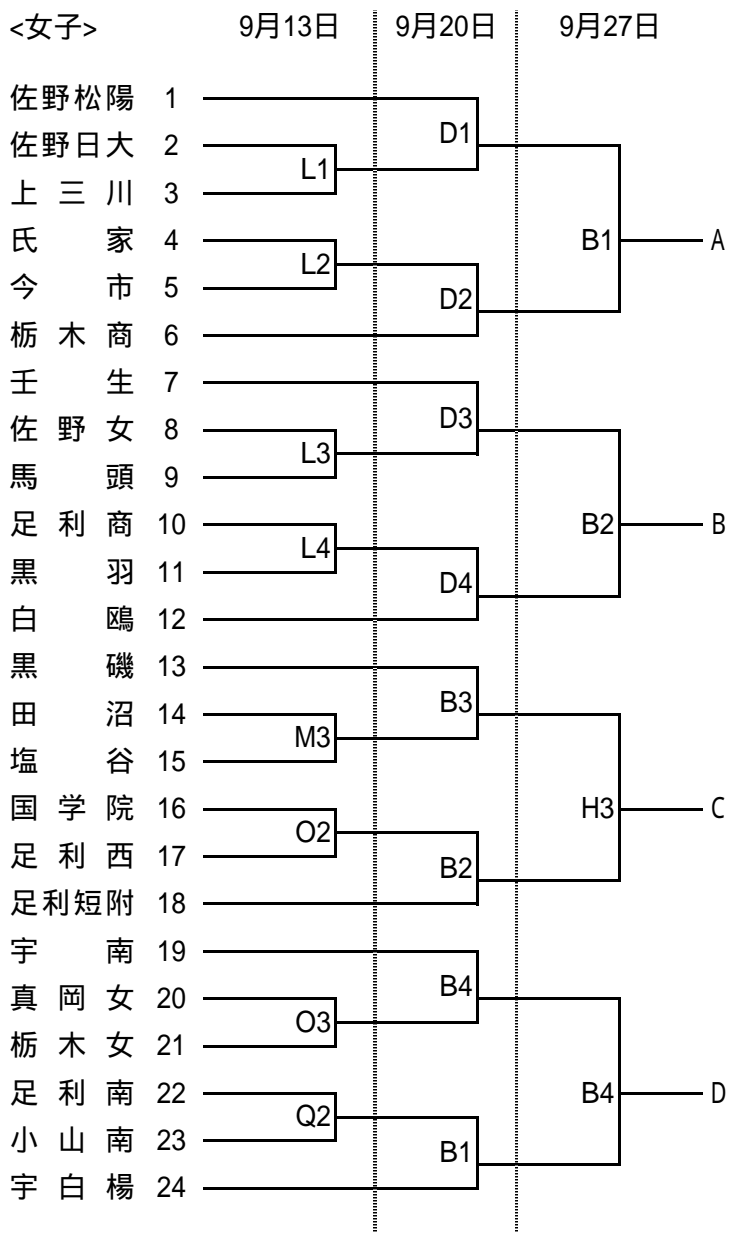 <女子> 9月13日 9月20日 9月27日
佐野松陽 1
D1
佐野日大 2
L1
上三川 3
氏家 4
B1 A
L2
今市 5
D2
栃木商 6
壬生 7
D3
佐野女 8
L3
馬頭 9
足利商 10
B2 B
L4
黒羽 11
D4
白鴎 12
黒磯 13
B3
田沼 14
M3
塩谷 15
国学院 16
H3 C
O2
足利西 17
B2
足利短附 18
宇南 19
B4
真岡女 20
O3
栃木女 21
足利南 22
B4 D
Q2
小山南 23
B1
宇白楊 24